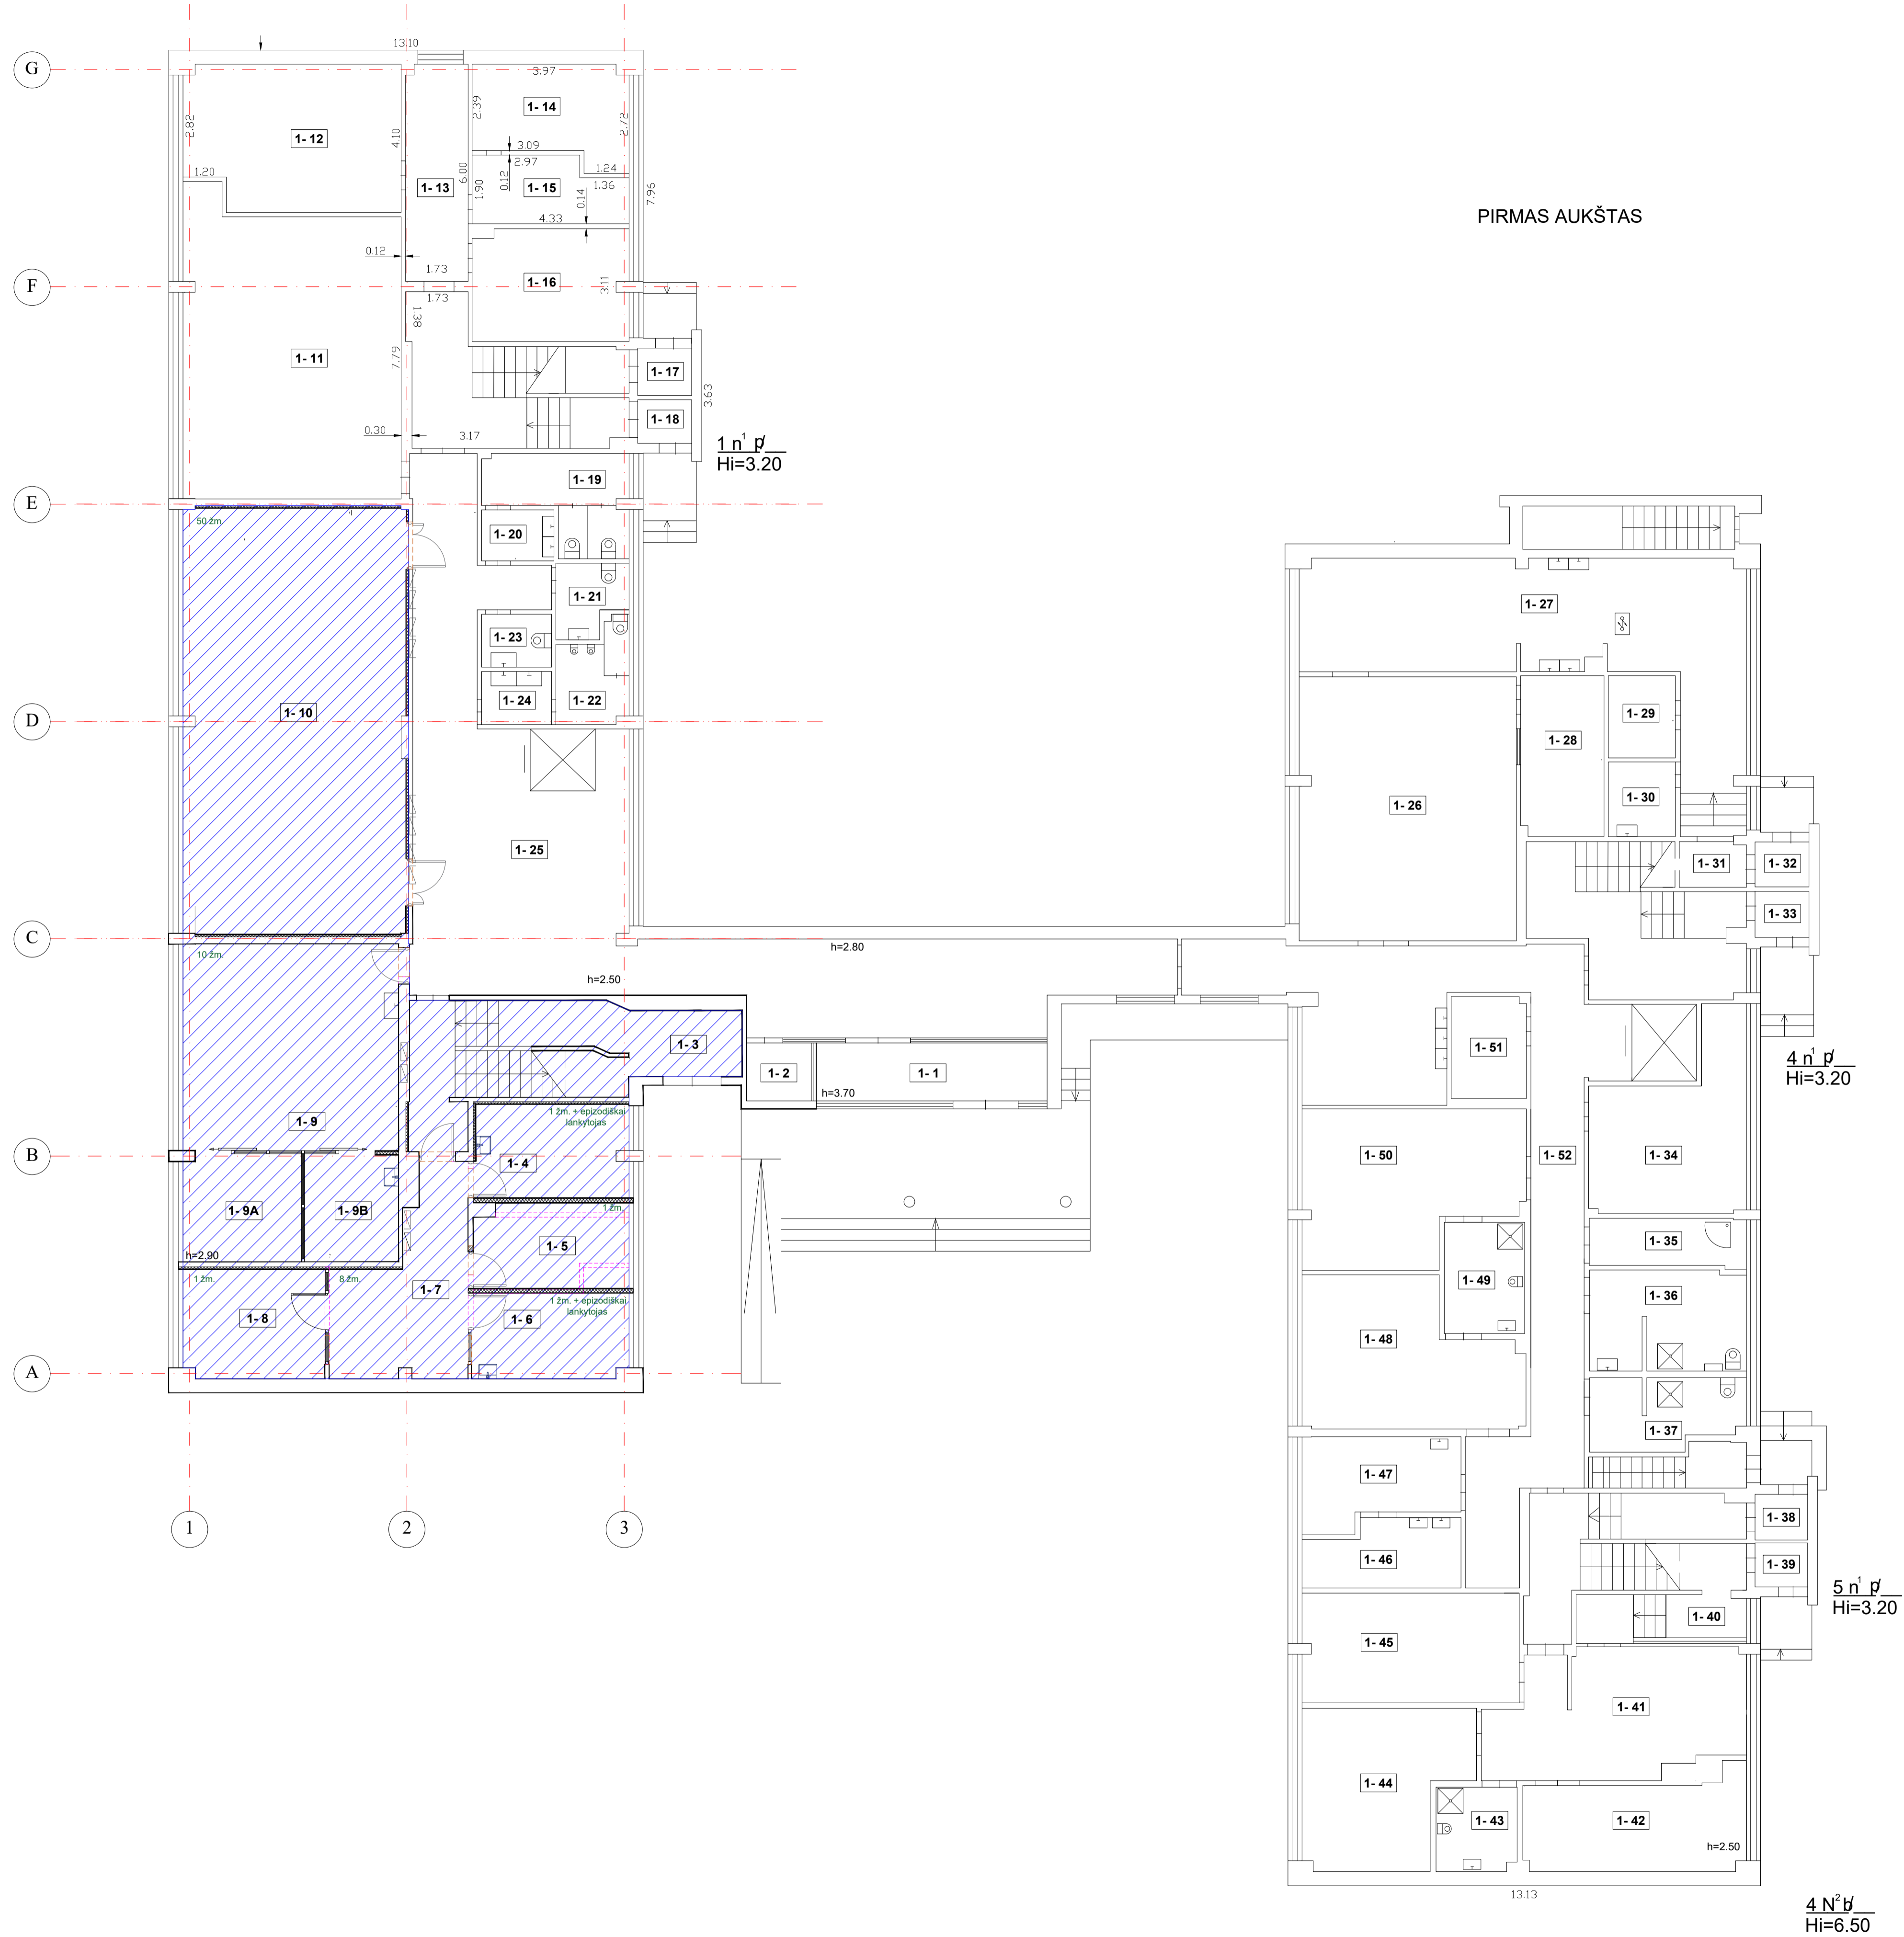 13.10
G
3.97
2.39
1- 14
2.82
4.10
2.72
1- 12
3.09
2.97
1.20
6.00
1.24
0.12
1- 13
1.90
1- 15
1.36
0.14
7.96
4.33
PIRMAS AUKŠTAS
0.12
1.73
F
1- 16
3.11
1.73
1.38
1- 11
7.79
1- 17
3.63
1- 18
0.30
3.17
1 n¹ p/
Hi=3.20
1- 19
E
50 žm.
1- 20
1- 21
1- 27
1- 23
1- 24
1- 22
1- 10
D
1- 29
1- 28
1- 30
1- 26
1- 25
1- 31
1- 32
1- 33
C
h=2.80
10 žm.
h=2.50
1- 3
1- 2
1- 1
1- 51
4 n¹ p/
Hi=3.20
h=3.70
1 žm. + epizodiškai
lankytojas
1- 9
B
1- 4
1- 50
1- 52
1- 34
1- 9A
1- 9B
1 žm.
1- 5
1- 35
h=2.90
1 žm.
8 žm.
1- 7
1- 49
1- 36
1 žm. + epizodiškai
lankytojas
1- 8
1- 6
1- 48
A
1- 37
1- 47
1
2
3
1- 38
1- 46
1- 39
5 n¹ p/
Hi=3.20
1- 40
1- 45
1- 41
1- 44
1- 43
1- 42
h=2.50
13.13
4 N² b/
Hi=6.50